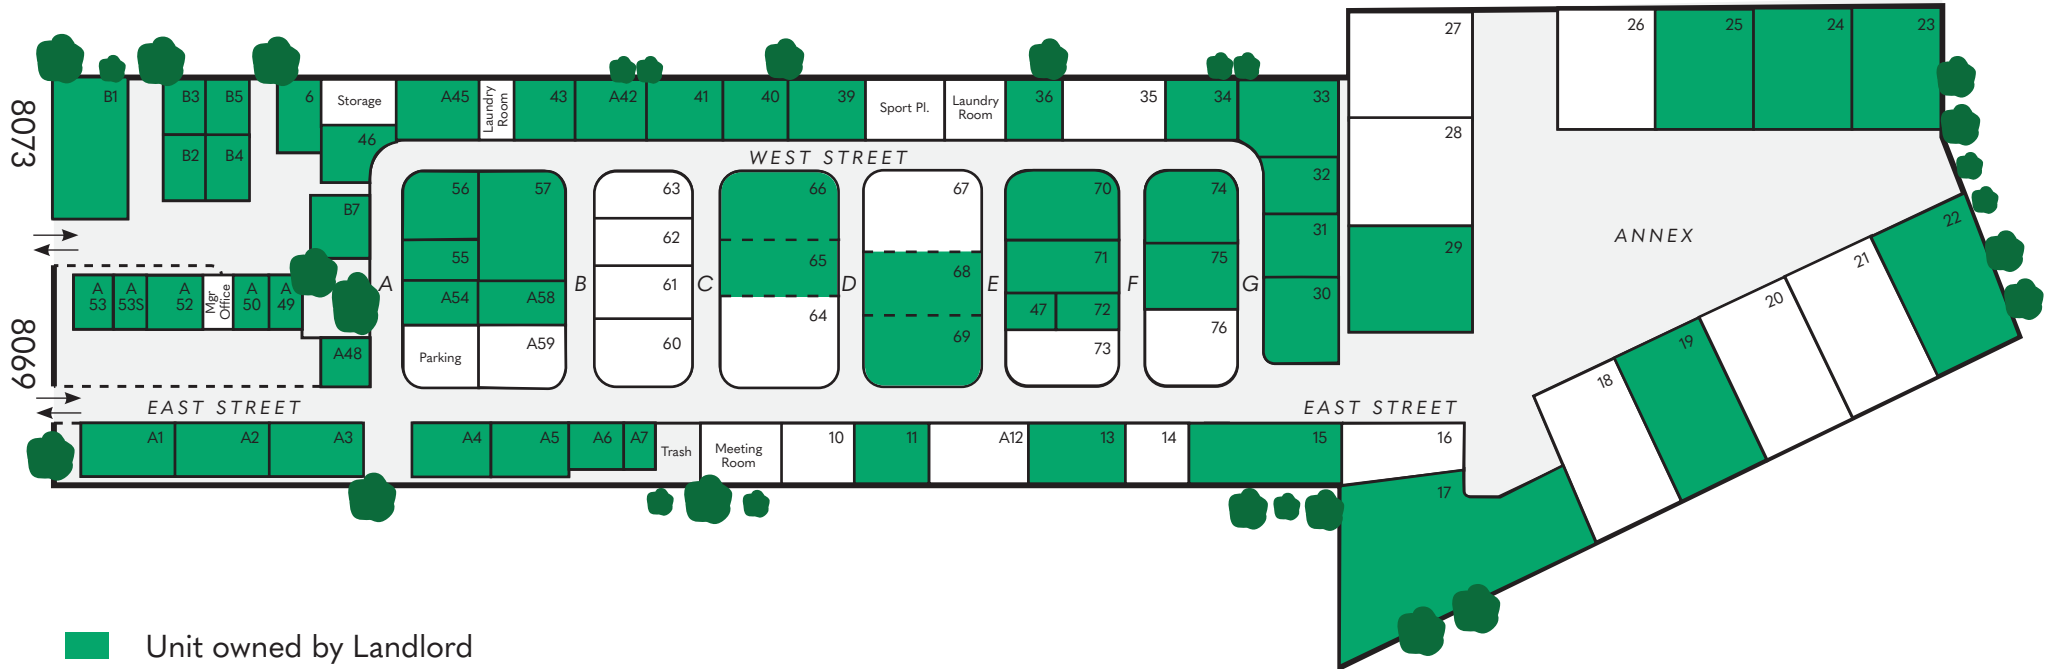 27
26
25
24
23
B1
B3
B5
6
Storage
A45
Laundry
Room
43
A42
41
40
39
Sport Pl.
Laundry
Room
36
35
34
33
8073
46
B2
B4
28
WEST STREET
32
56
57
63
66
67
70
74
B7
22
31
29
ANNEX
62
55
65
68
71
75
21
A
B
C
D
E
F
G
A
53
A
53S
A
52
Mgr
Office
A
50
A
49
61
A54
A58
64
47
72
30
20
8069
76
69
19
60
A59
Parking
73
A48
18
EAST STREET
EAST STREET
A1
A2
A3
A4
A5
A6
A7
Trash
Meeting
Room
10
11
A12
13
14
15
16
17
Unit owned by Landlord